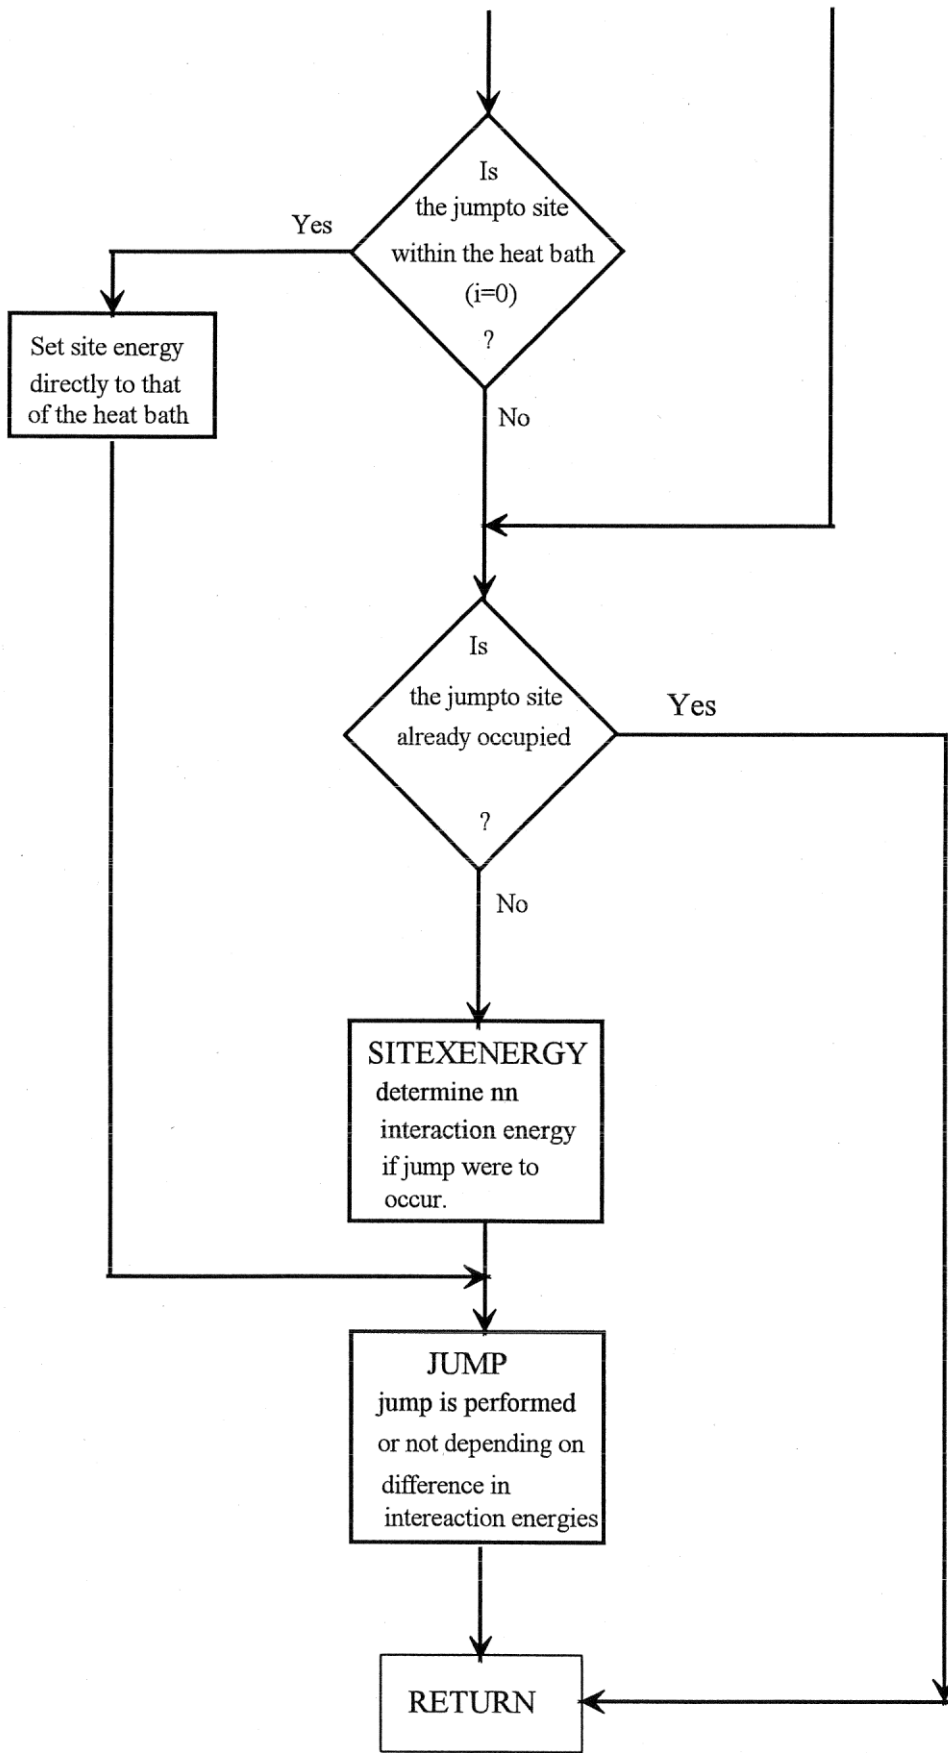 Is
the jumpto site
within the heat bath
(i=0)
?
Yes
No
Set site energy
directly to that
of the heat bath
Is
the jumpto site
already occupied
?
Yes
No
SITEXENERGY
determine nn
interaction energy
if jump were to
occur.
JUMP
jump is performed
or not depending on
difference in
intereaction energies
RETURN